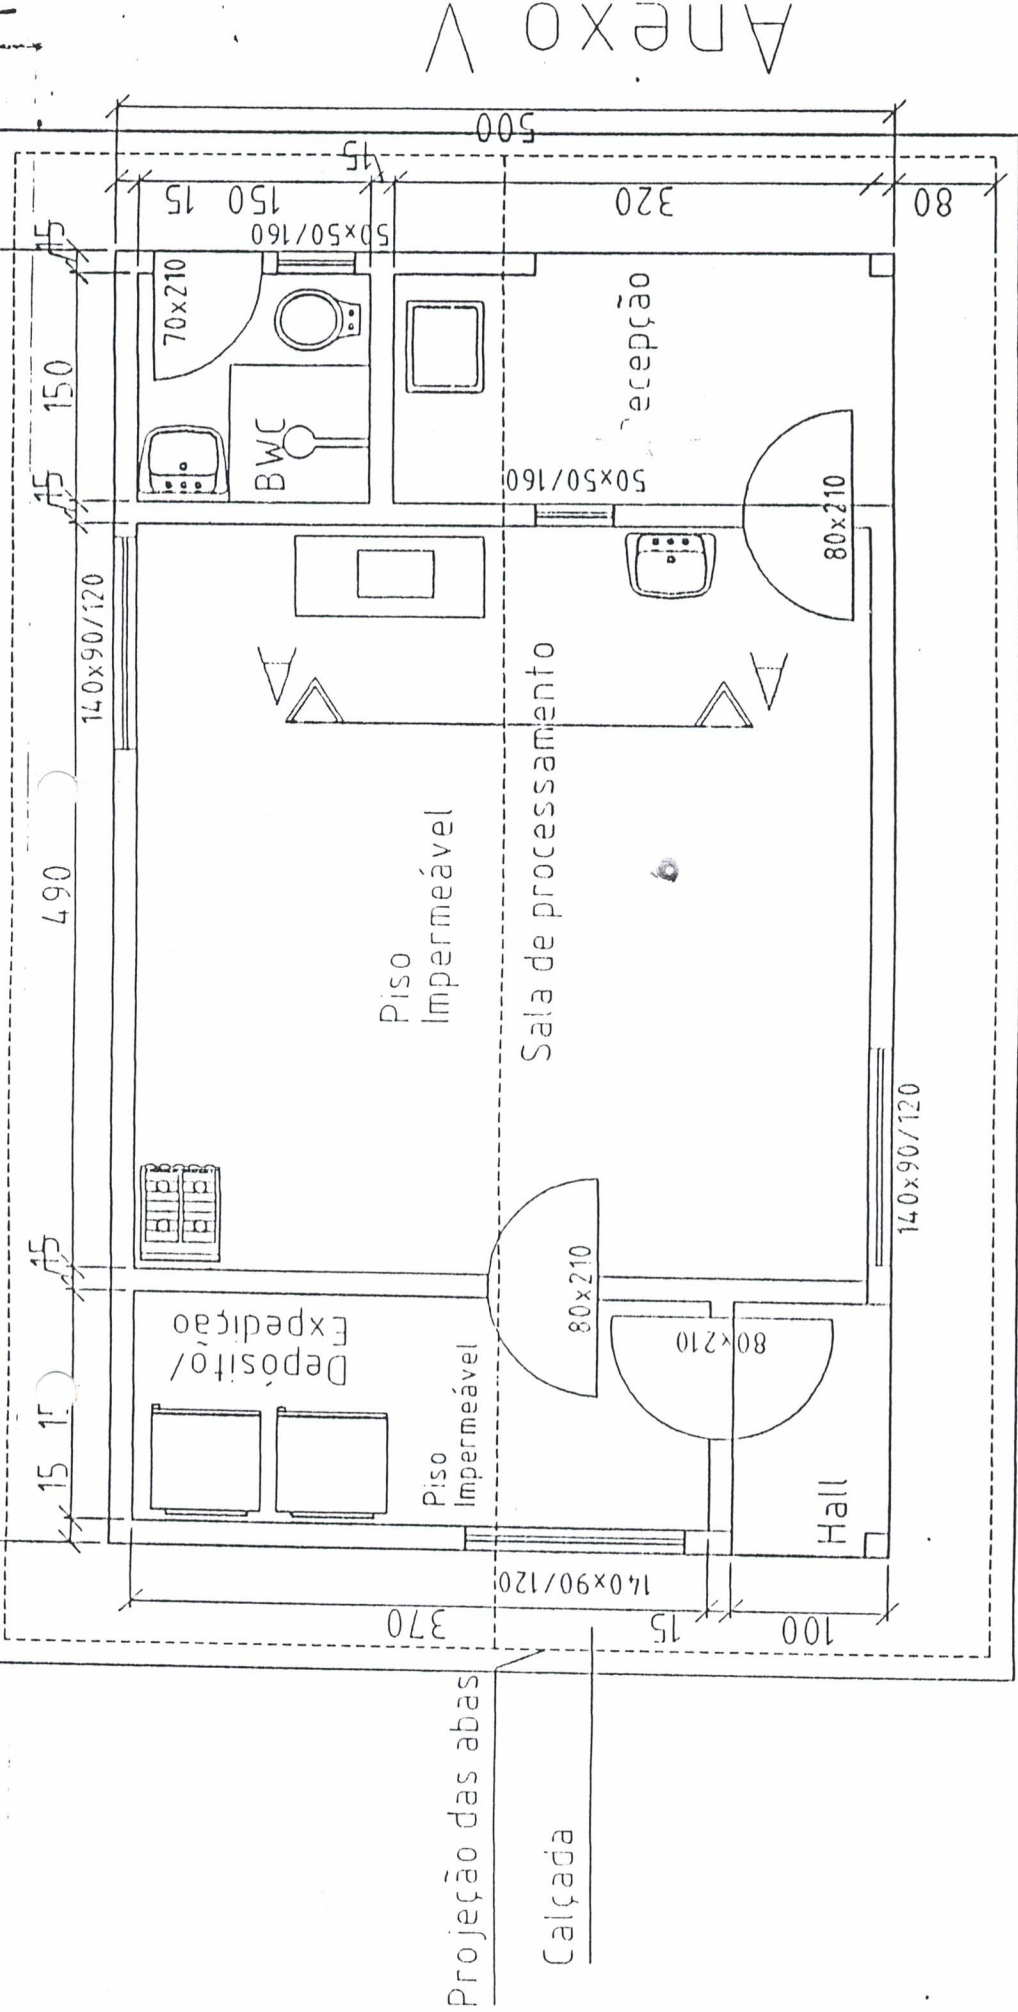 Anexo V
500
15
150
15
320
80
15
150
15
490
15
15
15
50x50/160
70x210
BWC
ecepção
50x50/160
80x210
140x90/120
Piso
Impermeável
Sala de processamento
A
A
140x90/120
80x210
80x210
Depósito/
Expedição
Piso
Impermeável
Hall
140x90/120
370
15
100
Projeção das abas
Calçada